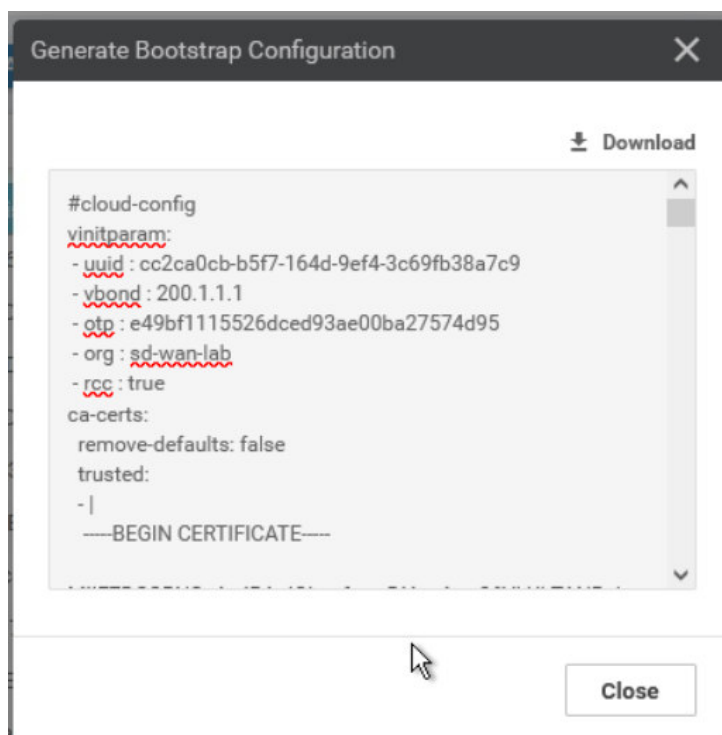 Generate Bootstrap Configuration
Download
#cloud-config
vinitparam:
- uuid : cc2ca0cb-b5f7-164d-9ef4-3c69fb38a7c9
- vbond : 200.1.1.1
- otp : e49bf1115526dced93ae00ba27574d95
- org : sd-wan-lab
- rcc : true
ca-certs:
remove-defaults: false
trusted:
- |
-----BEGIN CERTIFICATE-----
Close